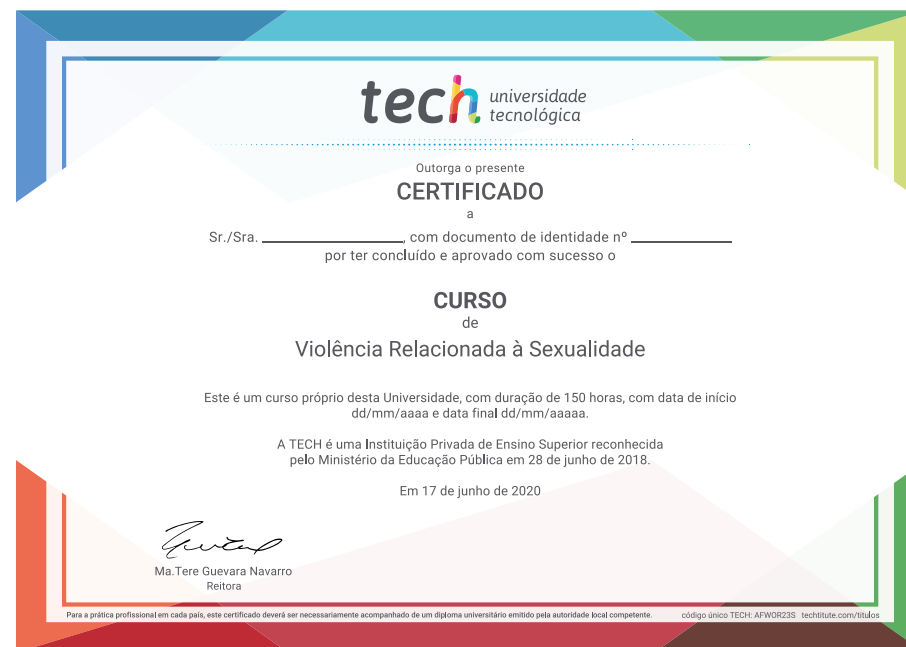 tech universidade
tecnológica
Outorga o presente
CERTIFICADO
a
Sr./Sra. ____________, com documento de identidade nº ____________
por ter concluído e aprovado com sucesso o
CURSO
de
Violência Relacionada à Sexualidade
Este é um curso próprio desta Universidade, com duração de 150 horas, com data de início
dd/mm/aaaa e data final dd/mm/aaaaa.
A TECH é uma Instituição Privada de Ensino Superior reconhecida
pelo Ministério da Educação Pública em 28 de junho de 2018.
Em 17 de junho de 2020
Ma.Tere Guevara Navarro
Reitora
Para a prática profissional em cada país, este certificado deverá ser necessariamente acompanhado de um diploma universitário emitido pela autoridade local competente. código único TECH: AFWOR23S techtitute.com/titulos